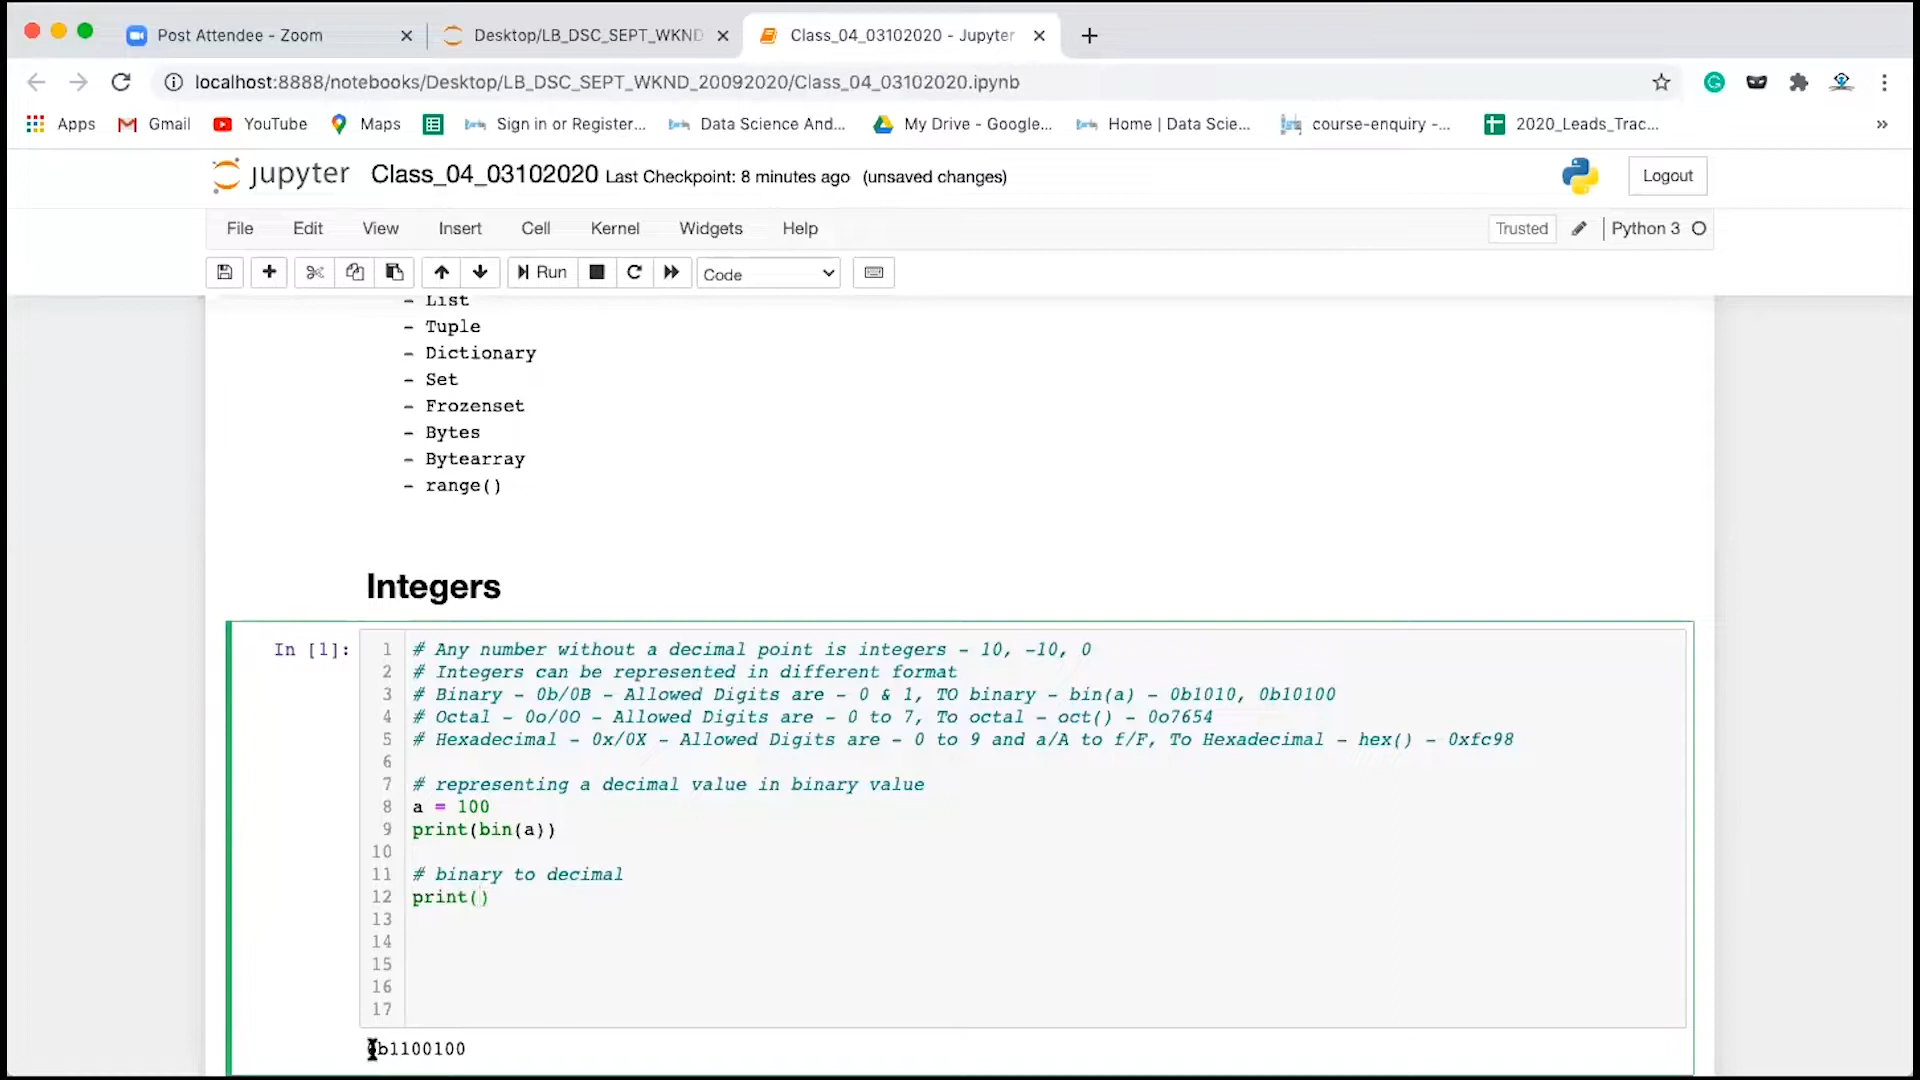 Post Attendee - Zoom
Desktop/LB_DSC_SEPT_WKND
Class_04_03102020 - Jupyter
localhost:8888/notebooks/Desktop/LB_DSC_SEPT_WKND_20092020/Class_04_03102020.ipynb
Apps
Gmail
YouTube
Maps
Sign in or Register...
Data Science And...
My Drive - Google...
Home | Data Scie...
course-enquiry -...
2020_Leads_Trac...
jupyter
Class_04_03102020
Last Checkpoint: 8 minutes ago (unsaved changes)
Logout
File
Edit
View
Insert
Cell
Kernel
Widgets
Help
Trusted
Python 3
Run
Code
- List
- Tuple
- Dictionary
- Set
- Frozenset
- Bytes
- Bytearray
- range()
Integers
In [1]:
1 # Any number without a decimal point is integers - 10, -10, 0
2 # Integers can be represented in different format
3 # Binary - 0b/0B - Allowed Digits are - 0 & 1, TO binary - bin(a) - 0b1010, 0b10100
4 # Octal - 0o/0O - Allowed Digits are - 0 to 7, To octal - oct() - 0o7654
5 # Hexadecimal - 0x/0X - Allowed Digits are - 0 to 9 and a/A to f/F, To Hexadecimal - hex() - 0xfc98
6
7 # representing a decimal value in binary value
8 a = 100
9 print(bin(a))
10
11 # binary to decimal
12 print()
13
14
15
16
17
0b1100100